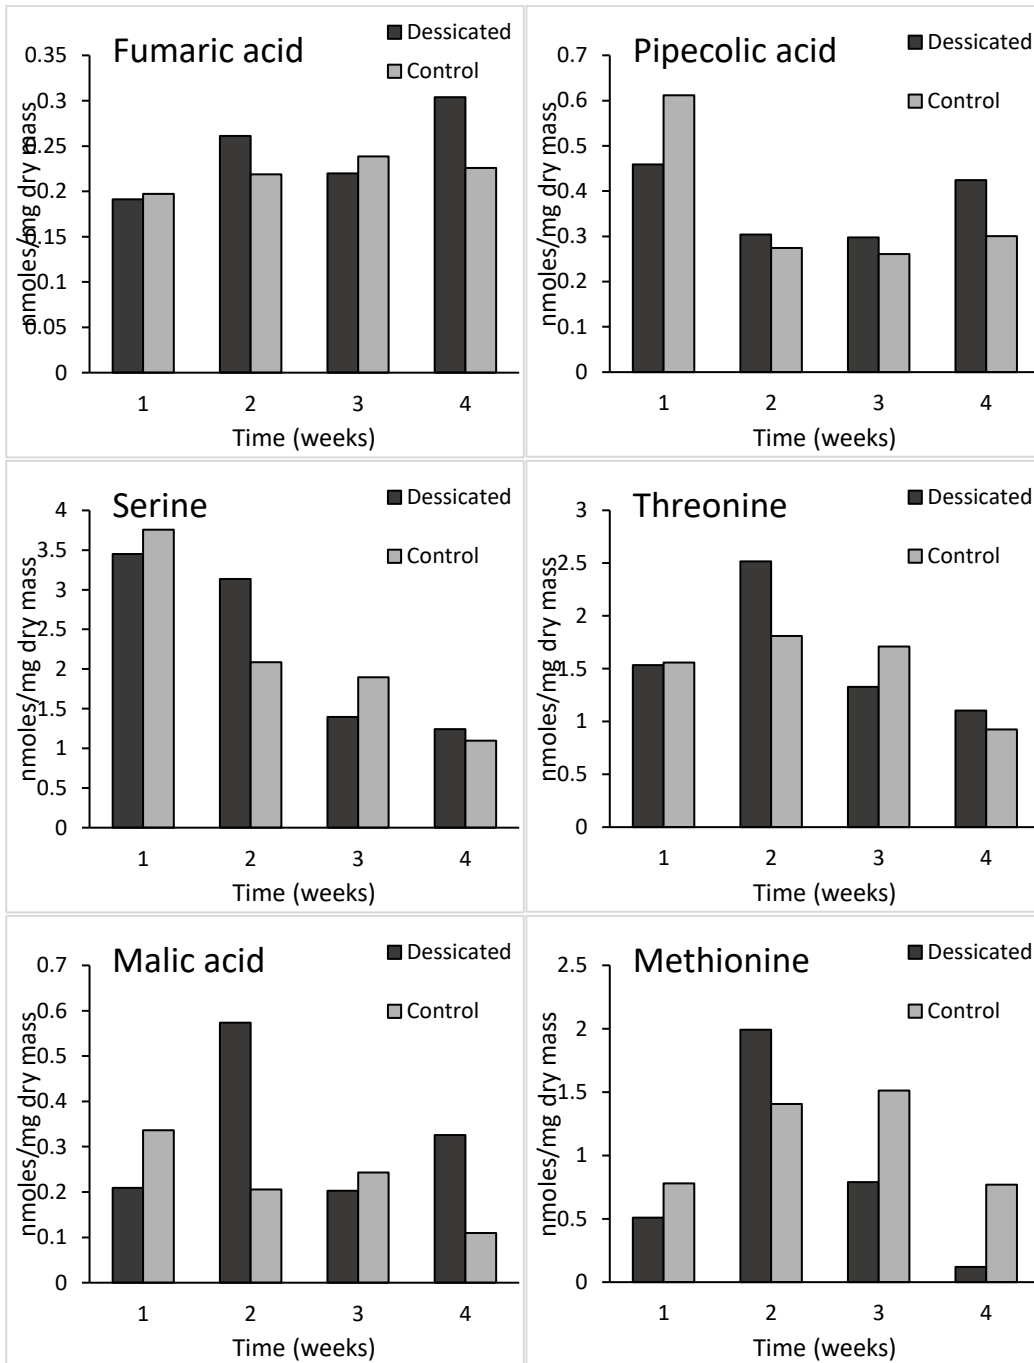 Fumaric acid
Dessicated
Control
nmoles/mg dry mass
0.35
0.3
0.25
0.2
0.15
0.1
0.05
0
1 2 3 4
Time (weeks)
Pipecolic acid
Dessicated
Control
nmoles/mg dry mass
0.7
0.6
0.5
0.4
0.3
0.2
0.1
0
1 2 3 4
Time (weeks)
Serine
Dessicated
Control
nmoles/mg dry mass
4
3.5
3
2.5
2
1.5
1
0.5
0
1 2 3 4
Time (weeks)
Threonine
Dessicated
Control
nmoles/mg dry mass
3
2.5
2
1.5
1
0.5
0
1 2 3 4
Time (weeks)
Malic acid
Dessicated
Control
nmoles/mg dry mass
0.7
0.6
0.5
0.4
0.3
0.2
0.1
0
1 2 3 4
Time (weeks)
Methionine
Dessicated
Control
nmoles/mg dry mass
2.5
2
1.5
1
0.5
0
1 2 3 4
Time (weeks)